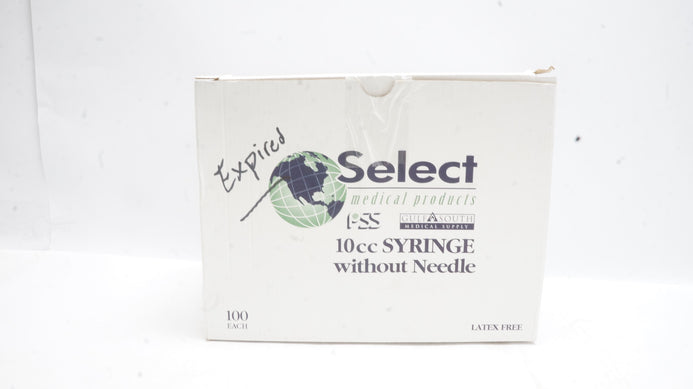 Expired
Select
medical products
PSS GULF SOUTH
MEDICAL SUPPLY
10cc SYRINGE
without Needle
100
EACH
LATEX FREE